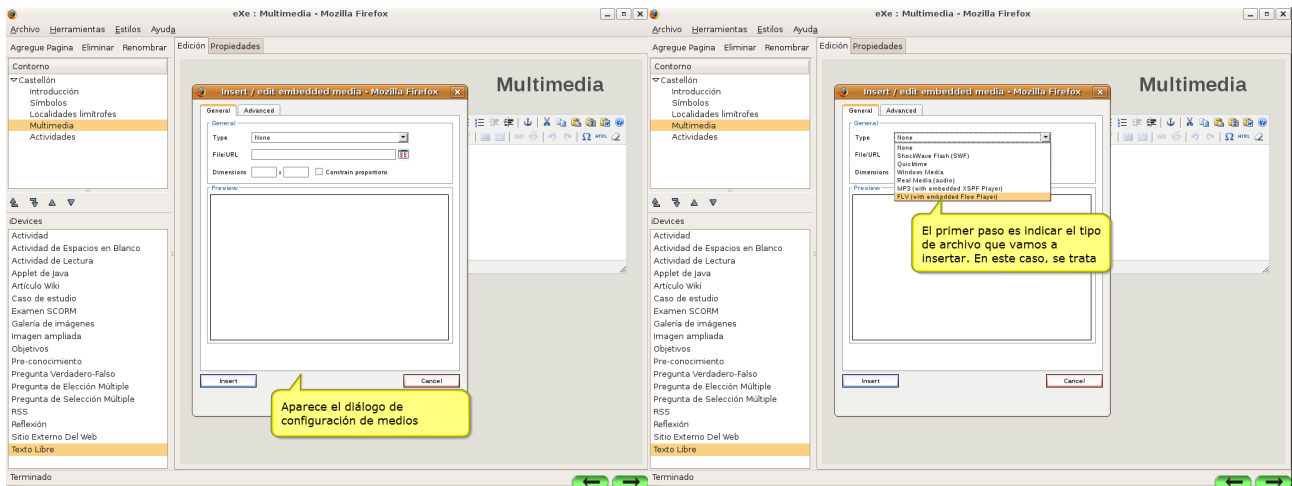 eXe : Multimedia - Mozilla Firefox
Archivo Herramientas Estilos Ayuda
Agregue Pagina Eliminar Renombrar
Edición Propiedades
Contorno
Castellón
Introducción
Símbolos
Localidades limítrofes
Multimedia
Actividades
iDevices
Actividad
Actividad de Espacios en Blanco
Actividad de Lectura
Applet de Java
Artículo Wiki
Caso de estudio
Examen SCORM
Galería de imágenes
Imagen ampliada
Objetivos
Pre-conocimiento
Pregunta Verdadero-Falso
Pregunta de Elección Múltiple
Pregunta de Selección Múltiple
RSS
Reflexión
Sitio Externo Del Web
Texto Libre
Terminado
Multimedia
HTML
Insert / edit embedded media - Mozilla Firefox
General Advanced
General
Type None
File/URL
Dimensions x Constrain proportions
Preview
Insert Cancel
Aparece el diálogo de
configuración de medios
eXe : Multimedia - Mozilla Firefox
Archivo Herramientas Estilos Ayuda
Agregue Pagina Eliminar Renombrar
Edición Propiedades
Contorno
Castellón
Introducción
Símbolos
Localidades limítrofes
Multimedia
Actividades
iDevices
Actividad
Actividad de Espacios en Blanco
Actividad de Lectura
Applet de Java
Artículo Wiki
Caso de estudio
Examen SCORM
Galería de imágenes
Imagen ampliada
Objetivos
Pre-conocimiento
Pregunta Verdadero-Falso
Pregunta de Elección Múltiple
Pregunta de Selección Múltiple
RSS
Reflexión
Sitio Externo Del Web
Texto Libre
Terminado
Multimedia
HTML
Insert / edit embedded media - Mozilla Firefox
General Advanced
General
Type None
File/URL
Dimensions
None
ShockWave Flash (SWF)
Quicktime
Windows Media
Real Media (audio)
MP3 (with embedded XSPF Player)
FLV (with embedded Flow Player)
Preview
El primer paso es indicar el tipo
de archivo que vamos a
insertar. En este caso, se trata
Insert Cancel